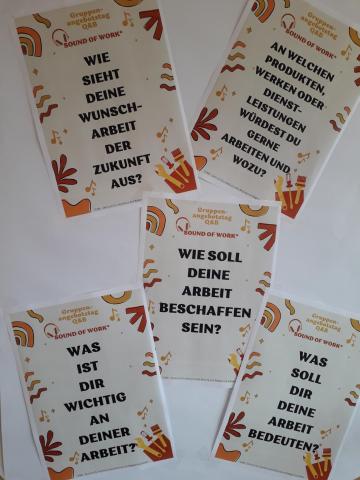 Gruppen-
angebotstag
Q&B
SOUND OF WORK*
WIE
SIEHT
DEINE
WUNSCH-
ARBEIT
DER
ZUKUNFT
AUS?
Gruppen-
angebotstag
Q&B
SOUND OF WORK*
AN WELCHEN
PRODUKTEN,
WERKEN ODER
DIENST-
LEISTUNGEN
WÜRDEST DU
GERNE
ARBEITEN UND
WOZU?
Gruppen-
angebotstag
Q&B
SOUND OF WORK*
WIE SOLL
DEINE
ARBEIT
BESCHAFFEN
SEIN?
Gruppen-
angebotstag
Q&B
SOUND OF WORK*
WAS
IST
DIR
WICHTIG
AN
DEINER
ARBEIT?
Gruppen-
angebotstag
Q&B
SOUND OF WORK*
WAS
SOLL
DIR
DEINE
ARBEIT
BEDEUTEN?